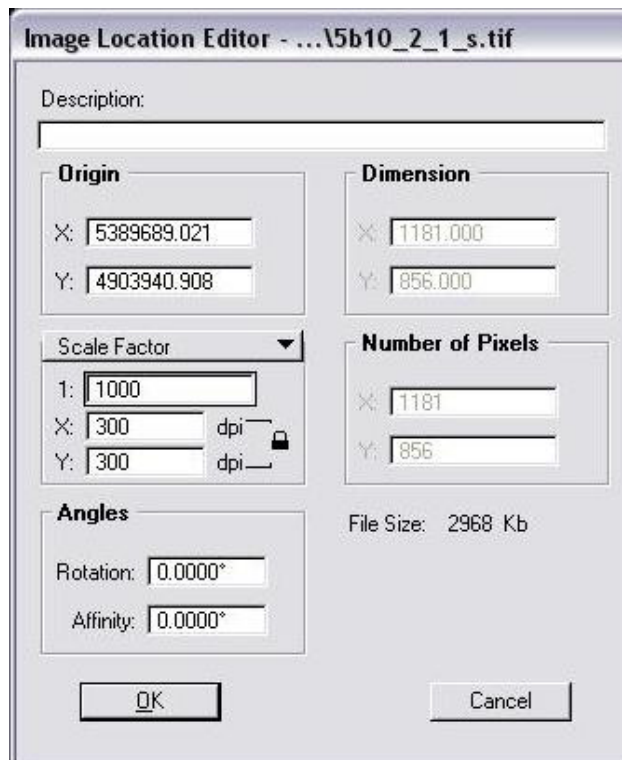 Image Location Editor - ...\5b10_2_1_s.tif
Description:
Origin
X: 5389689.021
Y: 4903940.908
Dimension
X: 1181.000
Y: 856.000
Scale Factor
1: 1000
X: 300 dpi
Y: 300 dpi
Number of Pixels
X: 1181
Y: 856
Angles
Rotation: 0.0000°
Affinity: 0.0000°
File Size: 2968 Kb
OK
Cancel